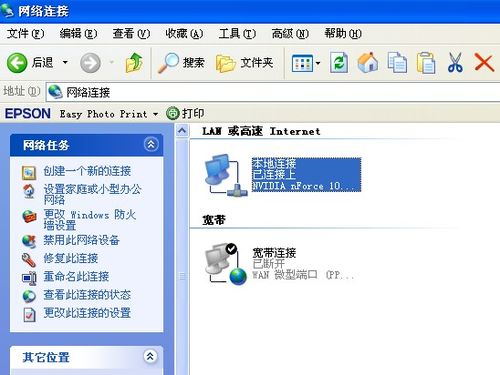 网络连接
文件(F) 编辑(E) 查看(V) 收藏(A) 工具(T) 高级(N) 帮助(H)
后退 搜索 文件夹
地址(D) 网络连接
EPSON Easy Photo Print 打印
网络任务
创建一个新的连接
设置家庭或小型办公
网络
更改 Windows 防火
墙设置
禁用此网络设备
修复此连接
重命名此连接
查看此连接的状态
更改此连接的设置
其它位置
LAN 或高速 Internet
本地连接
已连接上
NVIDIA nForce 10...
宽带
宽带连接
已断开
WAN 微型端口 (PP...